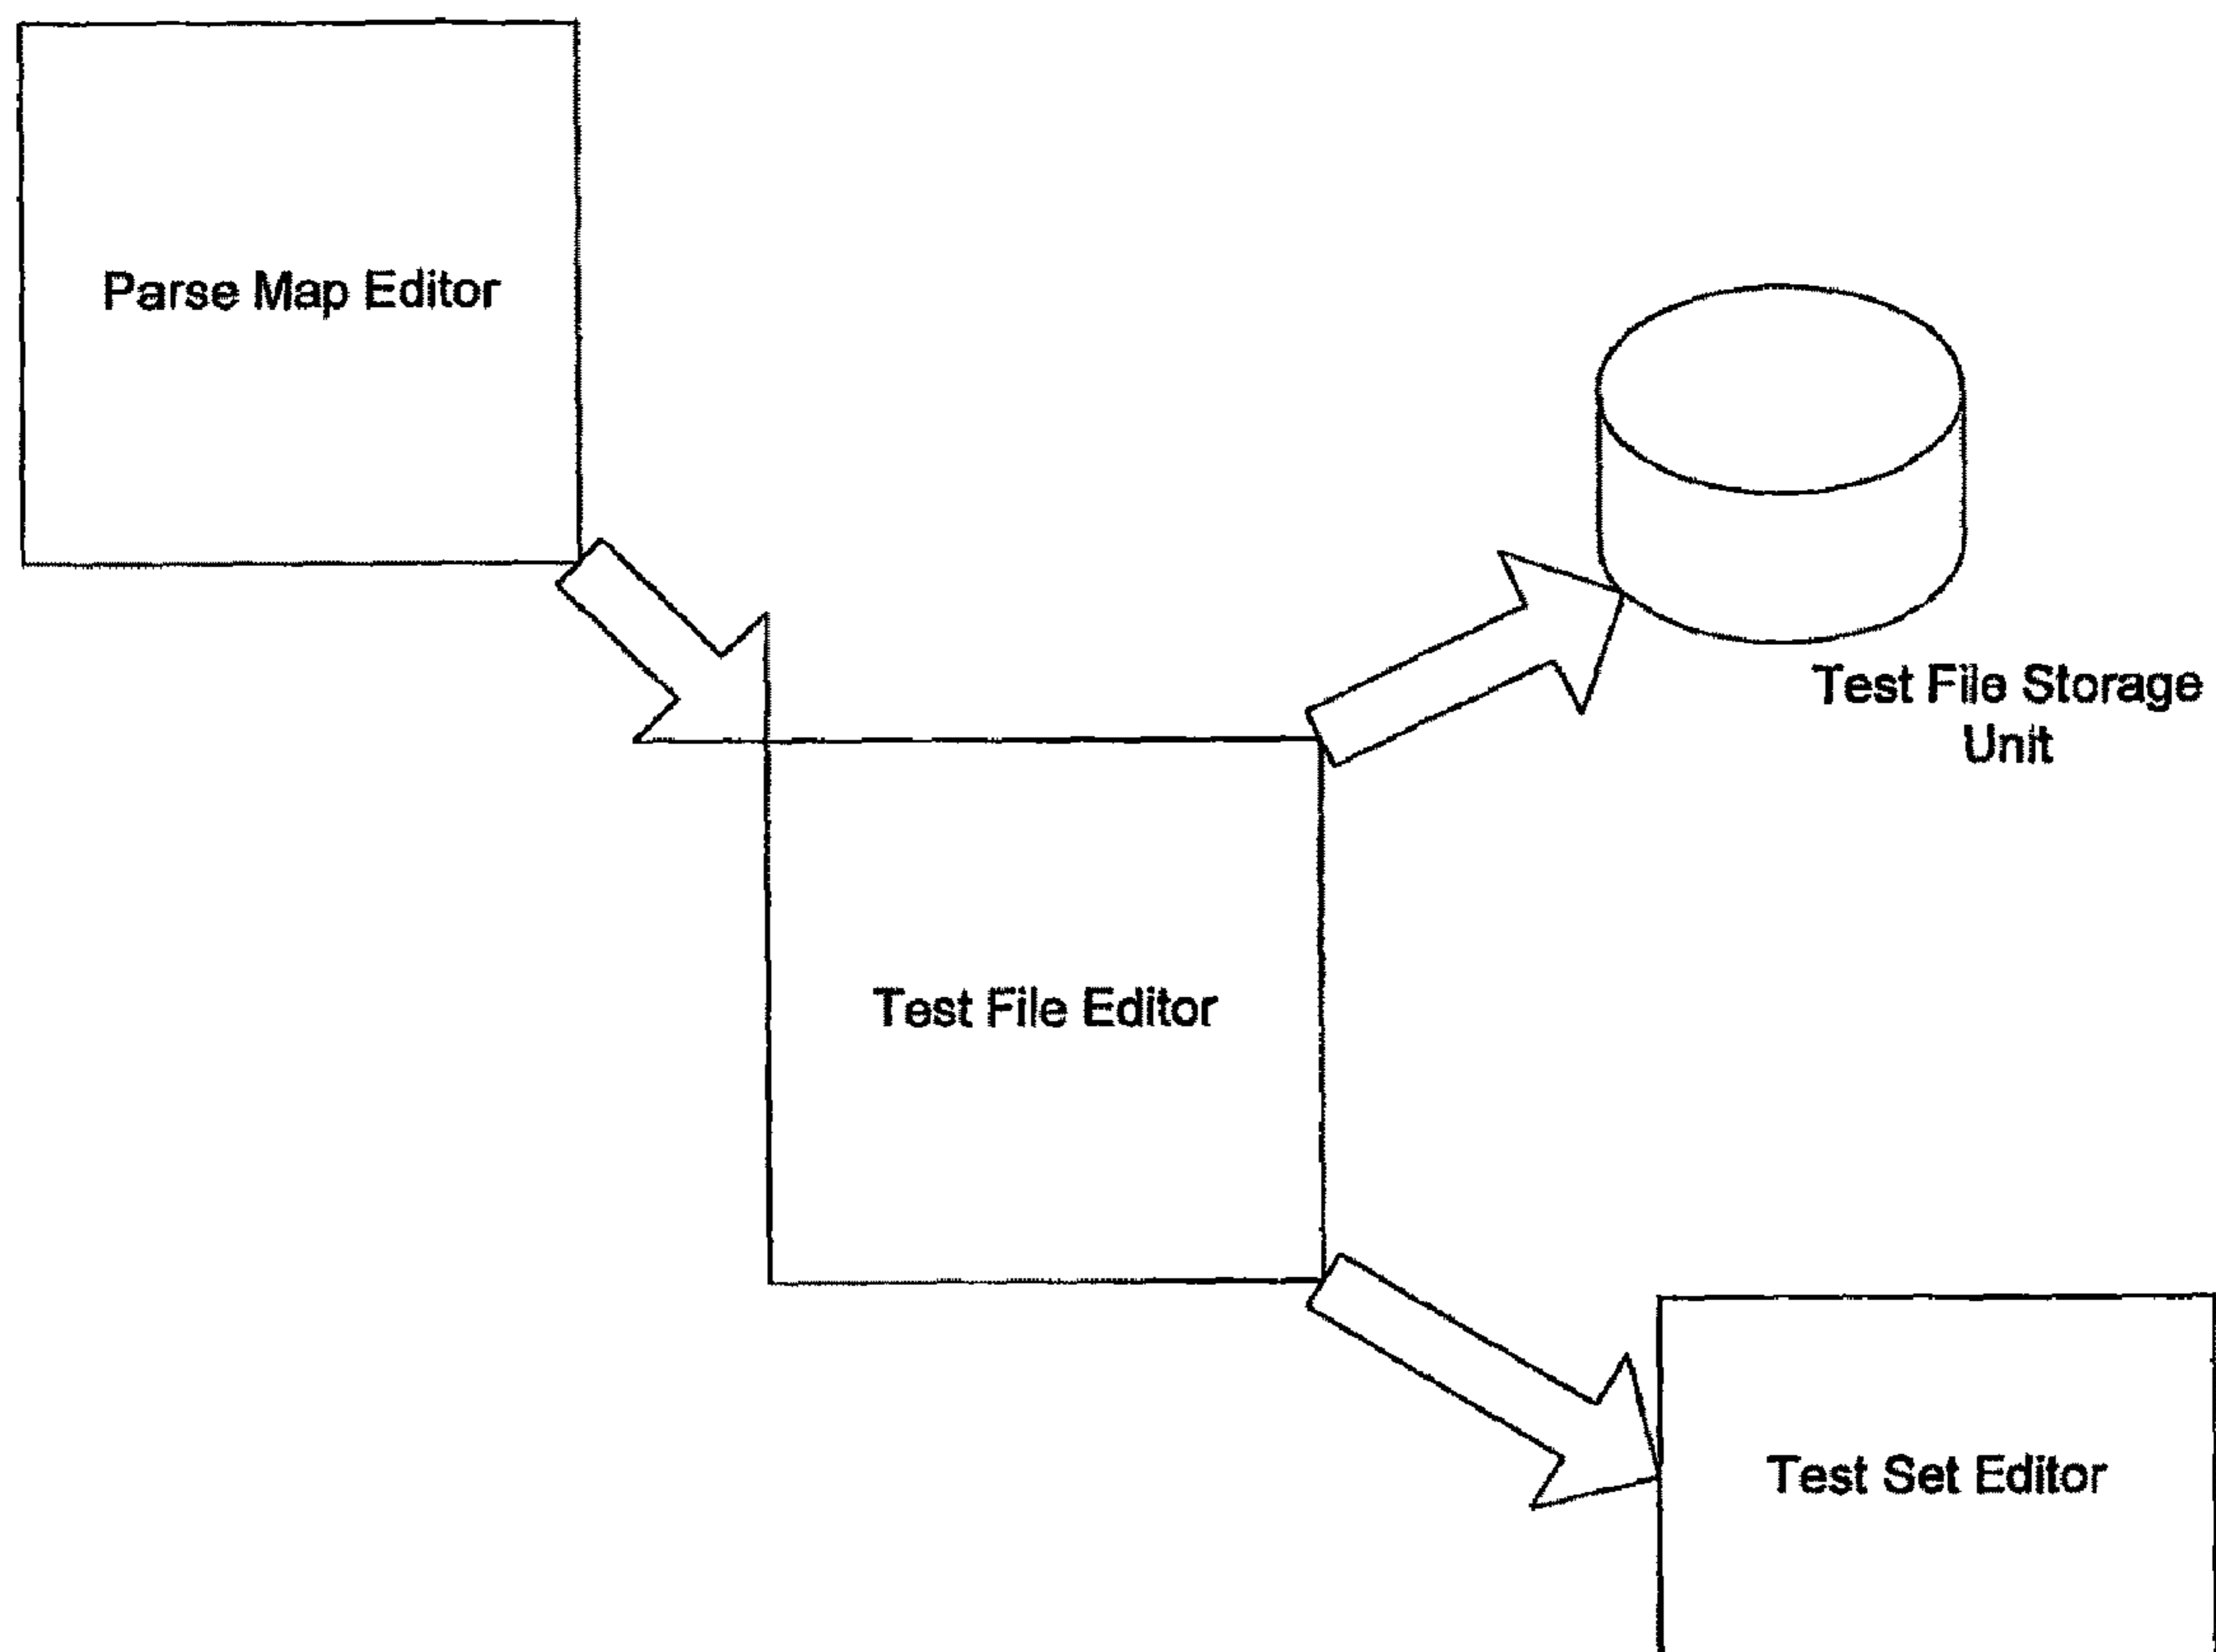 Parse Map Editor
Test File Storage
Unit
Test File Editor
Test Set Editor